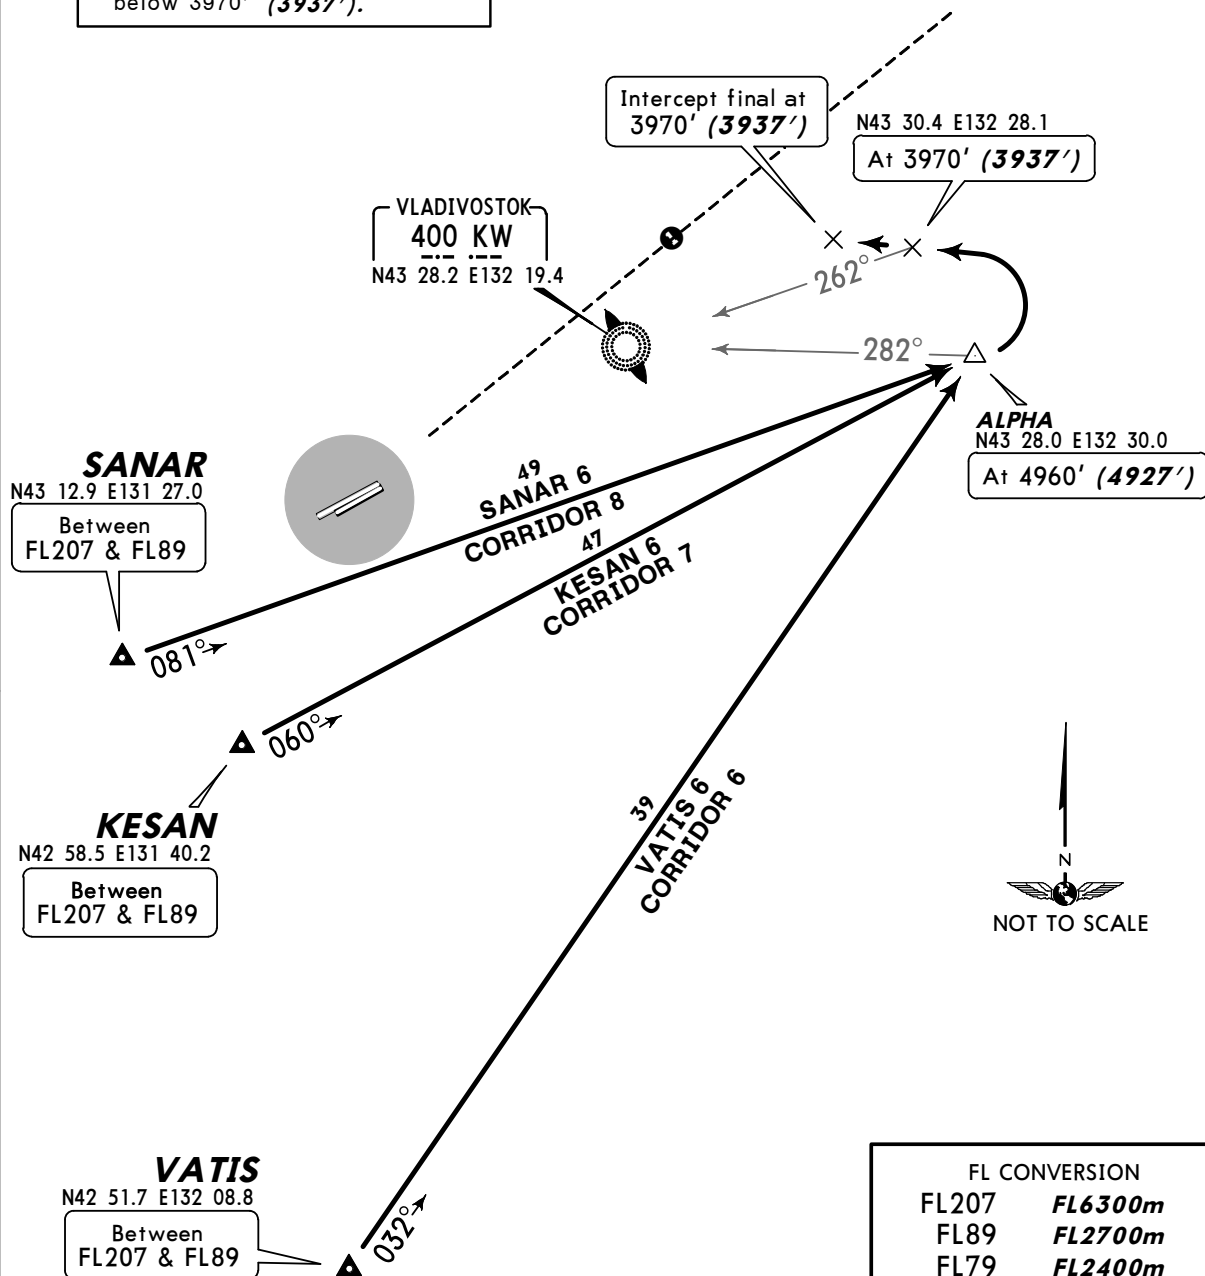 below 3970' (3937').
Intercept final at
3970' (3937')
N43 30.4 E132 28.1
At 3970' (3937')
VLADIVOSTOK
400 KW
N43 28.2 E132 19.4
262°
282°
ALPHA
N43 28.0 E132 30.0
At 4960' (4927')
SANAR
N43 12.9 E131 27.0
Between
FL207 & FL89
49
SANAR 6
CORRIDOR 8
47
KESAN 6
CORRIDOR 7
081°
060°
KESAN
N42 58.5 E131 40.2
Between
FL207 & FL89
39
VATIS 6
CORRIDOR 6
N
NOT TO SCALE
VATIS
N42 51.7 E132 08.8
Between
FL207 & FL89
032°
FL CONVERSION
FL207 FL6300m
FL89 FL2700m
FL79 FL2400m